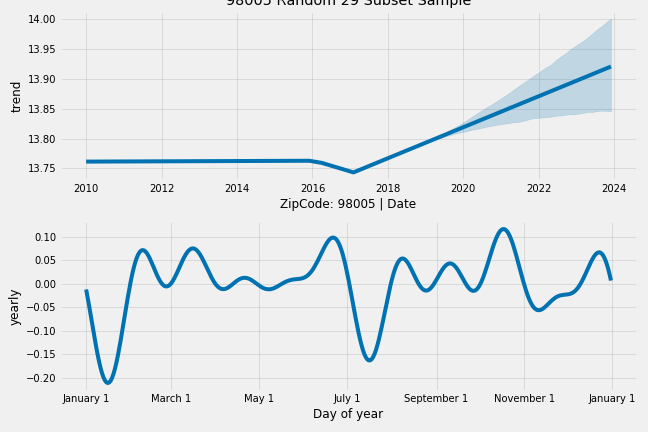 98005 Random 29 Subset Sample
14.00
13.95
13.90
13.85
13.80
13.75
trend
2010 2012 2014 2016 2018 2020 2022 2024
ZipCode: 98005 | Date
0.10
0.05
0.00
−0.05
−0.10
−0.15
−0.20
yearly
January 1 March 1 May 1 July 1 September 1 November 1 January 1
Day of year